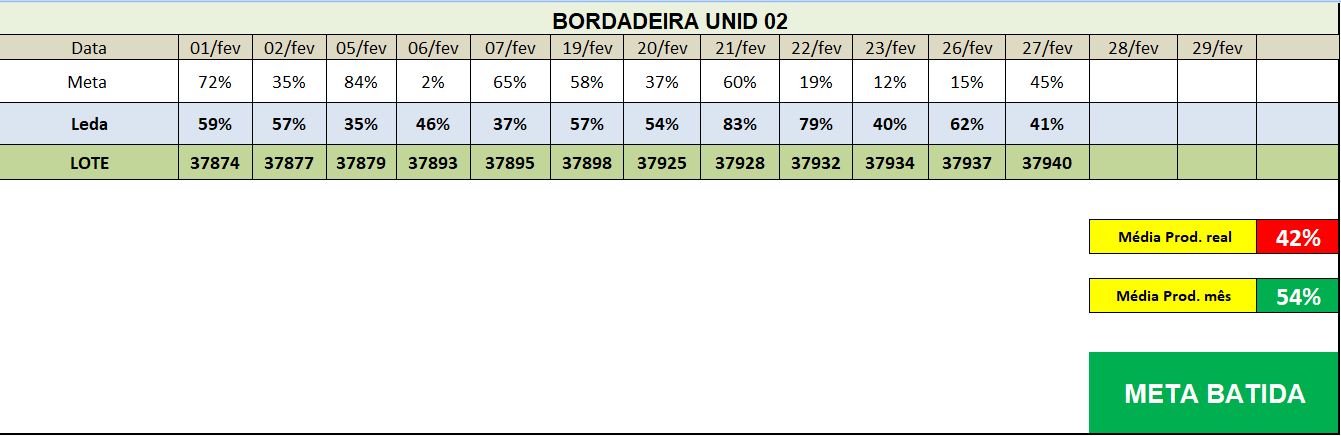 BORDADEIRA UNID 02
Data 01/fev 02/fev 05/fev 06/fev 07/fev 19/fev 20/fev 21/fev 22/fev 23/fev 26/fev 27/fev 28/fev 29/fev
Meta 72% 35% 84% 2% 65% 58% 37% 60% 19% 12% 15% 45%
Leda 59% 57% 35% 46% 37% 57% 54% 83% 79% 40% 62% 41%
LOTE 37874 37877 37879 37893 37895 37898 37925 37928 37932 37934 37937 37940
Média Prod. real 42%
Média Prod. mês 54%
META BATIDA